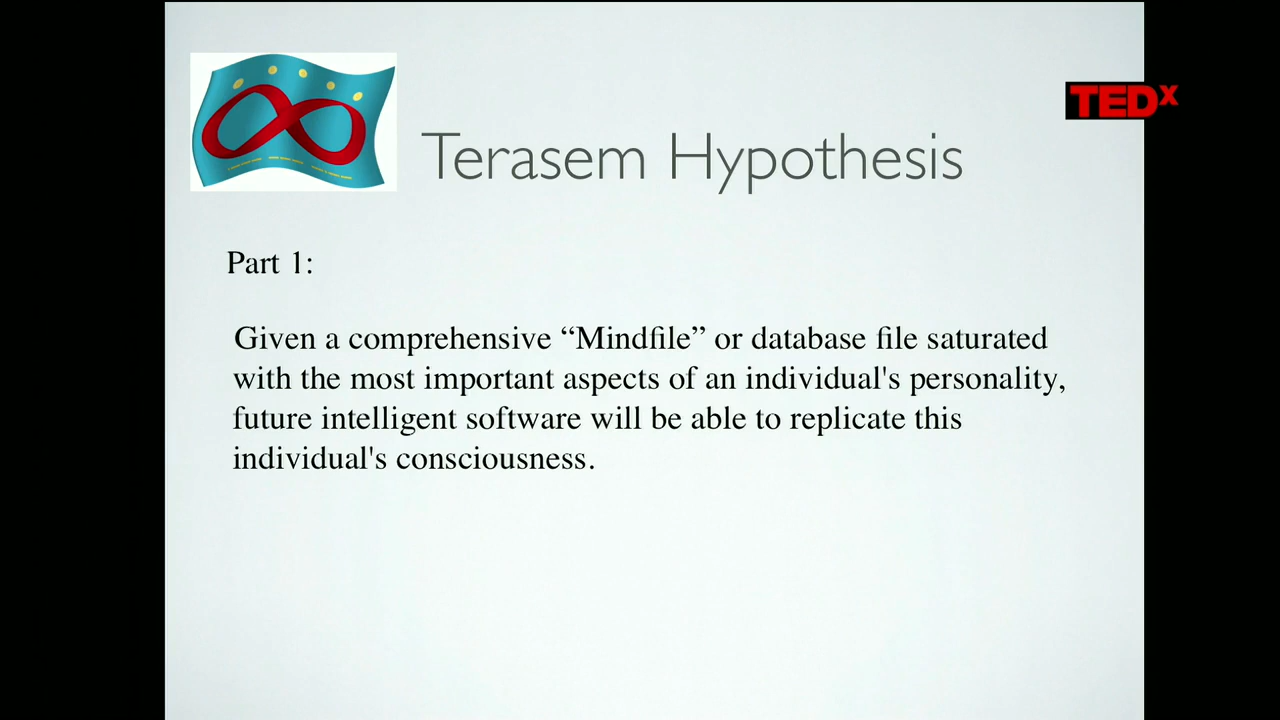 TEDx
Terasem Hypothesis
Part 1:
Given a comprehensive “Mindfile” or database file saturated
with the most important aspects of an individual's personality,
future intelligent software will be able to replicate this
individual's consciousness.